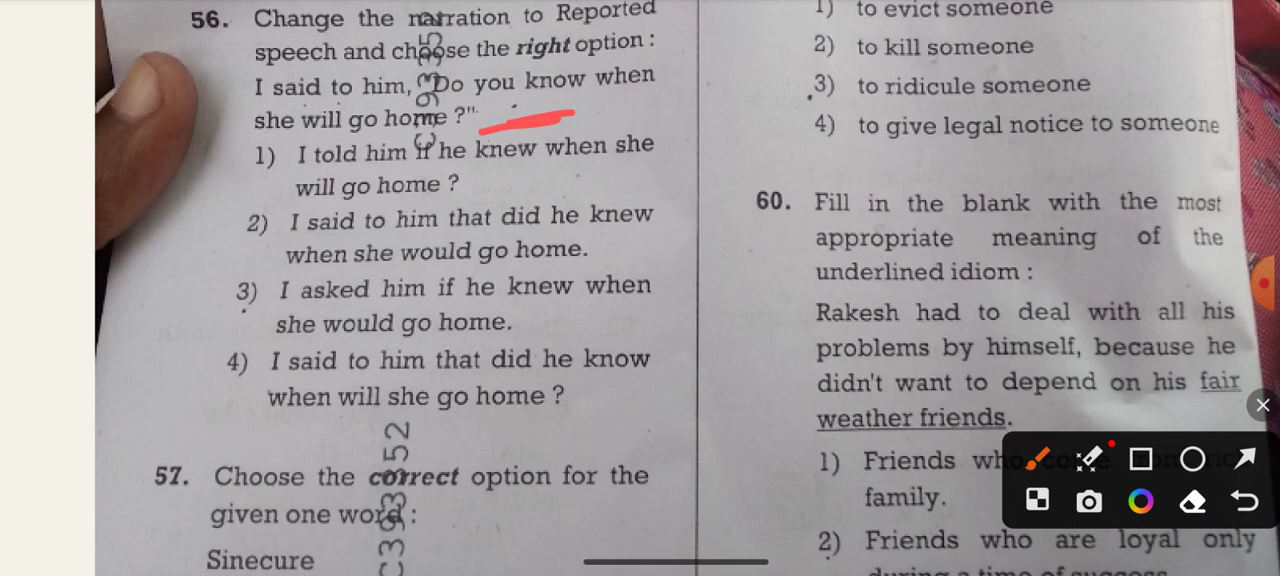 56. Change the narration to Reported
speech and choose the right option :
I said to him, "Do you know when
she will go home ?"
1) I told him if he knew when she
will go home ?
2) I said to him that did he knew
when she would go home.
3) I asked him if he knew when
she would go home.
4) I said to him that did he know
when will she go home ?
57. Choose the correct option for the
given one word :
Sinecure
1) to evict someone
2) to kill someone
3) to ridicule someone
4) to give legal notice to someone
60. Fill in the blank with the most
appropriate meaning of the
underlined idiom :
Rakesh had to deal with all his
problems by himself, because he
didn't want to depend on his fair
weather friends.
1) Friends who come
family.
2) Friends who are loyal only
during a time of success